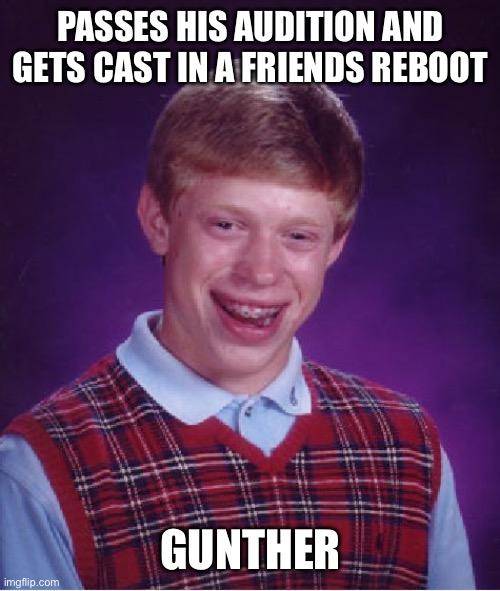 PASSES HIS AUDITION AND
GETS CAST IN A FRIENDS REBOOT
GUNTHER
imgflip.com